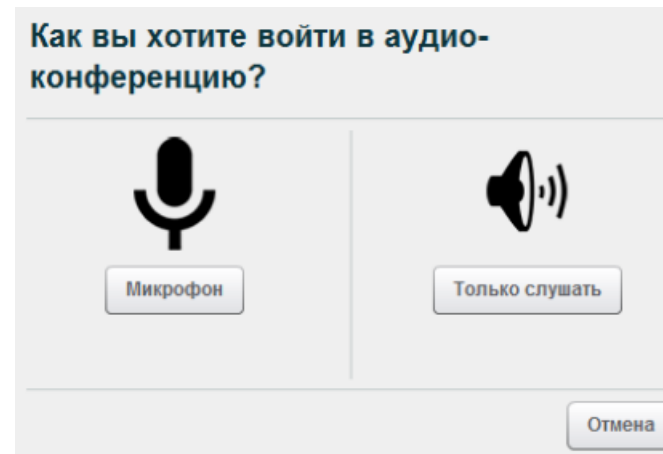 Как вы хотите войти в аудио-
конференцию?
Микрофон
Только слушать
Отмена